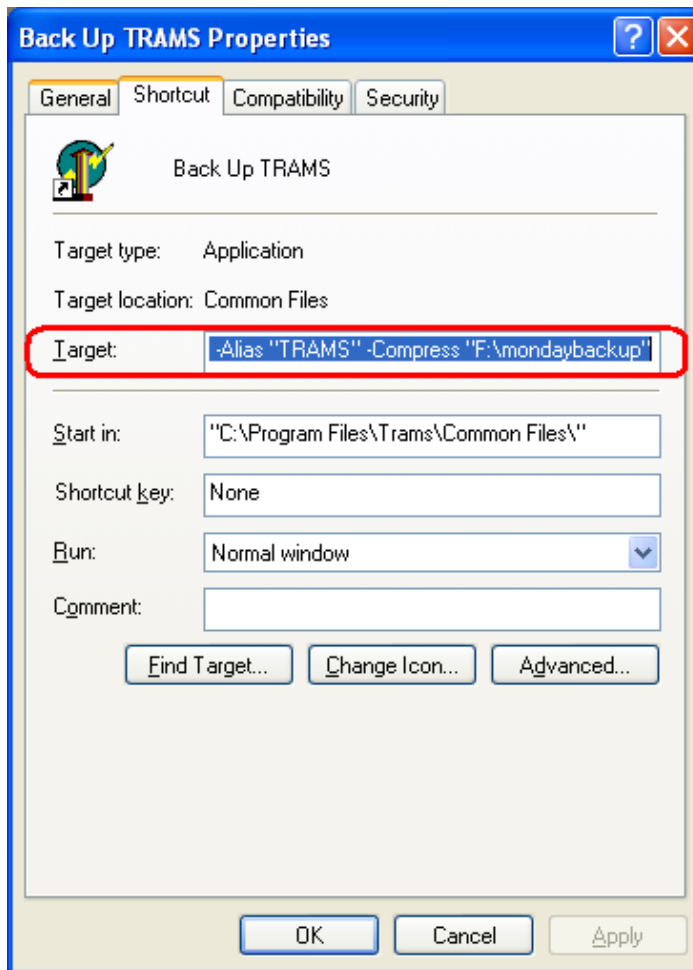 Back Up TRAMS Properties
General Shortcut Compatibility Security
Back Up TRAMS
Target type: Application
Target location: Common Files
Target: -Alias "TRAMS" -Compress "F:\mondaybackup"
Start in: "C:\Program Files\Trams\Common Files\"
Shortcut key: None
Run: Normal window
Comment:
Find Target... Change Icon... Advanced...
OK Cancel Apply